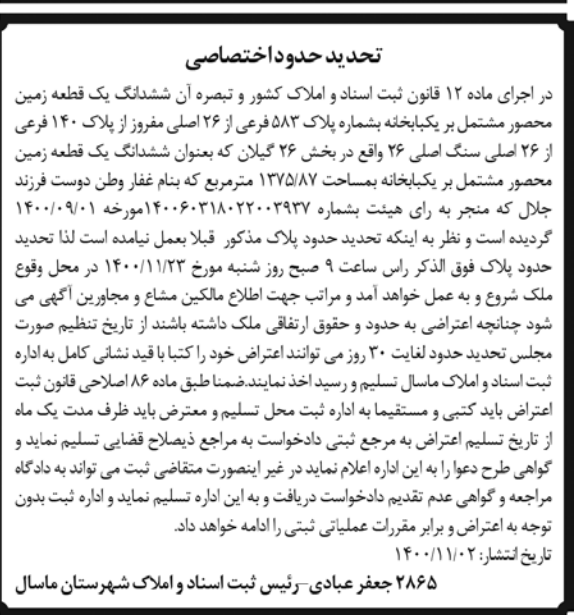 تحدید حدود اختصاصی
در اجرای ماده ۱۲ قانون ثبت اسناد و املاک کشور و تبصره آن ششدانگ یک قطعه زمین
محصور مشتمل بر یکبابخانه بشماره پلاک ۵۸۳ فرعی از ۲۶ اصلی مفروز از پلاک ۱۴۰ فرعی
از ۲۶ اصلی سنگ اصلی ۲۶ واقع در بخش ۲۶ گیلان که بعنوان ششدانگ یک قطعه زمین
محصور مشتمل بر یکبابخانه بمساحت ۱۳۷۵/۸۷ مترمربع که بنام غفار وطن دوست فرزند
جلال که منجر به رای هیئت بشماره ۱۴۰۰۶۰۳۱۸۰۲۲۰۰۳۹۳۷مورخه ۱۴۰۰/۰۹/۰۱
گردیده است و نظر به اینکه تحدید حدود پلاک مذکور قبلا بعمل نیامده است لذا تحدید
حدود پلاک فوق الذکر راس ساعت ۹ صبح روز شنبه مورخ ۱۴۰۰/۱۱/۲۳ در محل وقوع
ملک شروع و به عمل خواهد آمد و مراتب جهت اطلاع مالکین مشاع و مجاورین آگهی می
شود چنانچه اعتراضی به حدود و حقوق ارتفاقی ملک داشته باشند از تاریخ تنظیم صورت
مجلس تحدید حدود لغایت ۳۰ روز می توانند اعتراض خود را کتبا با قید نشانی کامل به اداره
ثبت اسناد و املاک ماسال تسلیم و رسید اخذ نمایند.ضمنا طبق ماده ۸۶ اصلاحی قانون ثبت
اعتراض باید کتبی و مستقیما به اداره ثبت محل تسلیم و معترض باید ظرف مدت یک ماه
از تاریخ تسلیم اعتراض به مرجع ثبتی دادخواست به مراجع ذیصلاح قضایی تسلیم نماید و
گواهی طرح دعوا را به این اداره اعلام نماید در غیر اینصورت متقاضی ثبت می تواند به دادگاه
مراجعه و گواهی عدم تقدیم دادخواست دریافت و به این اداره تسلیم نماید و اداره ثبت بدون
توجه به اعتراض و برابر مقررات عملیاتی ثبتی را ادامه خواهد داد.
تاریخ انتشار: ۱۴۰۰/۱۱/۰۲
۲۸۶۵ جعفر عبادی-رئیس ثبت اسناد و املاک شهرستان ماسال